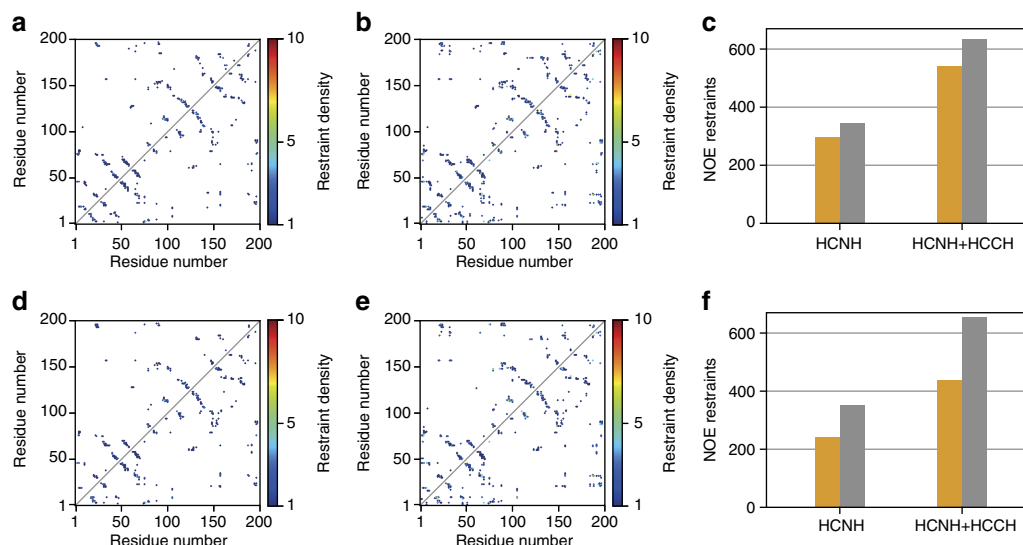 a
200
150
100
50
1
Residue number
1 50 100 150 200
Residue number
10
5
1
Restraint density
b
200
150
100
50
1
Residue number
1 50 100 150 200
Residue number
10
5
1
Restraint density
c
600
400
200
0
NOE restraints
HCNH HCNH+HCCH
d
200
150
100
50
1
Residue number
1 50 100 150 200
Residue number
10
5
1
Restraint density
e
200
150
100
50
1
Residue number
1 50 100 150 200
Residue number
10
5
1
Restraint density
f
600
400
200
0
NOE restraints
HCNH HCNH+HCCH